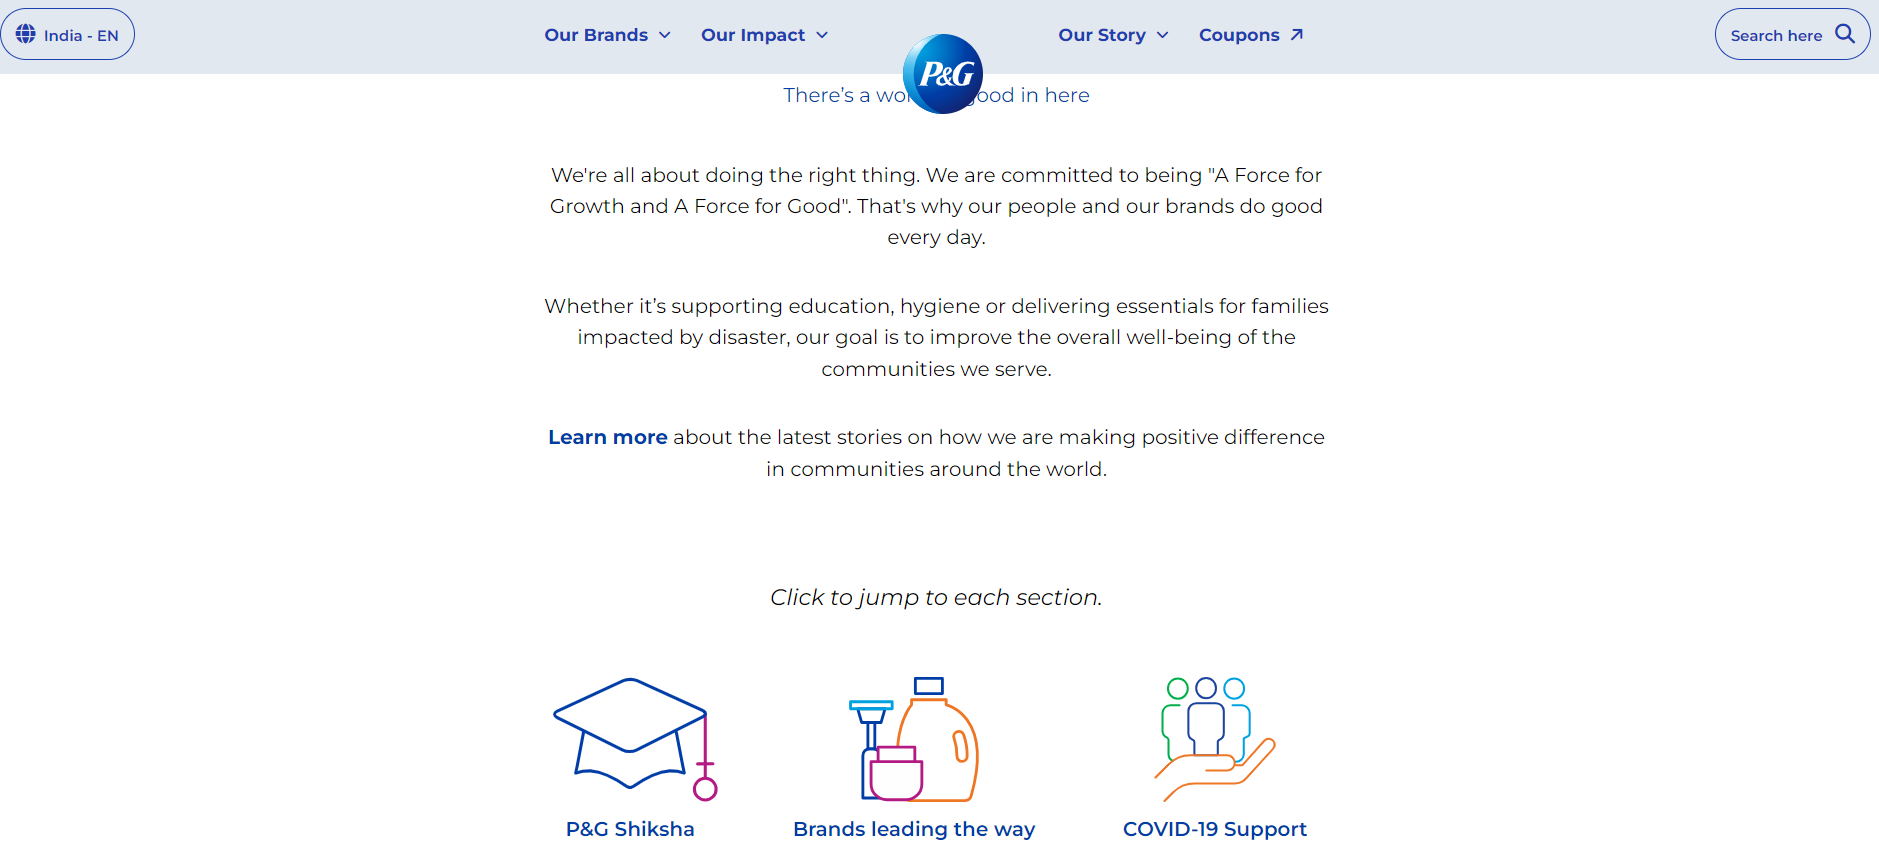 India - EN
Our Brands
Our Impact
P&G
Our Story
Coupons
Search here
There’s a wo ood in here
We're all about doing the right thing. We are committed to being "A Force for
Growth and A Force for Good". That's why our people and our brands do good
every day.
Whether it’s supporting education, hygiene or delivering essentials for families
impacted by disaster, our goal is to improve the overall well-being of the
communities we serve.
Learn more about the latest stories on how we are making positive difference
in communities around the world.
Click to jump to each section.
P&G Shiksha
Brands leading the way
COVID-19 Support